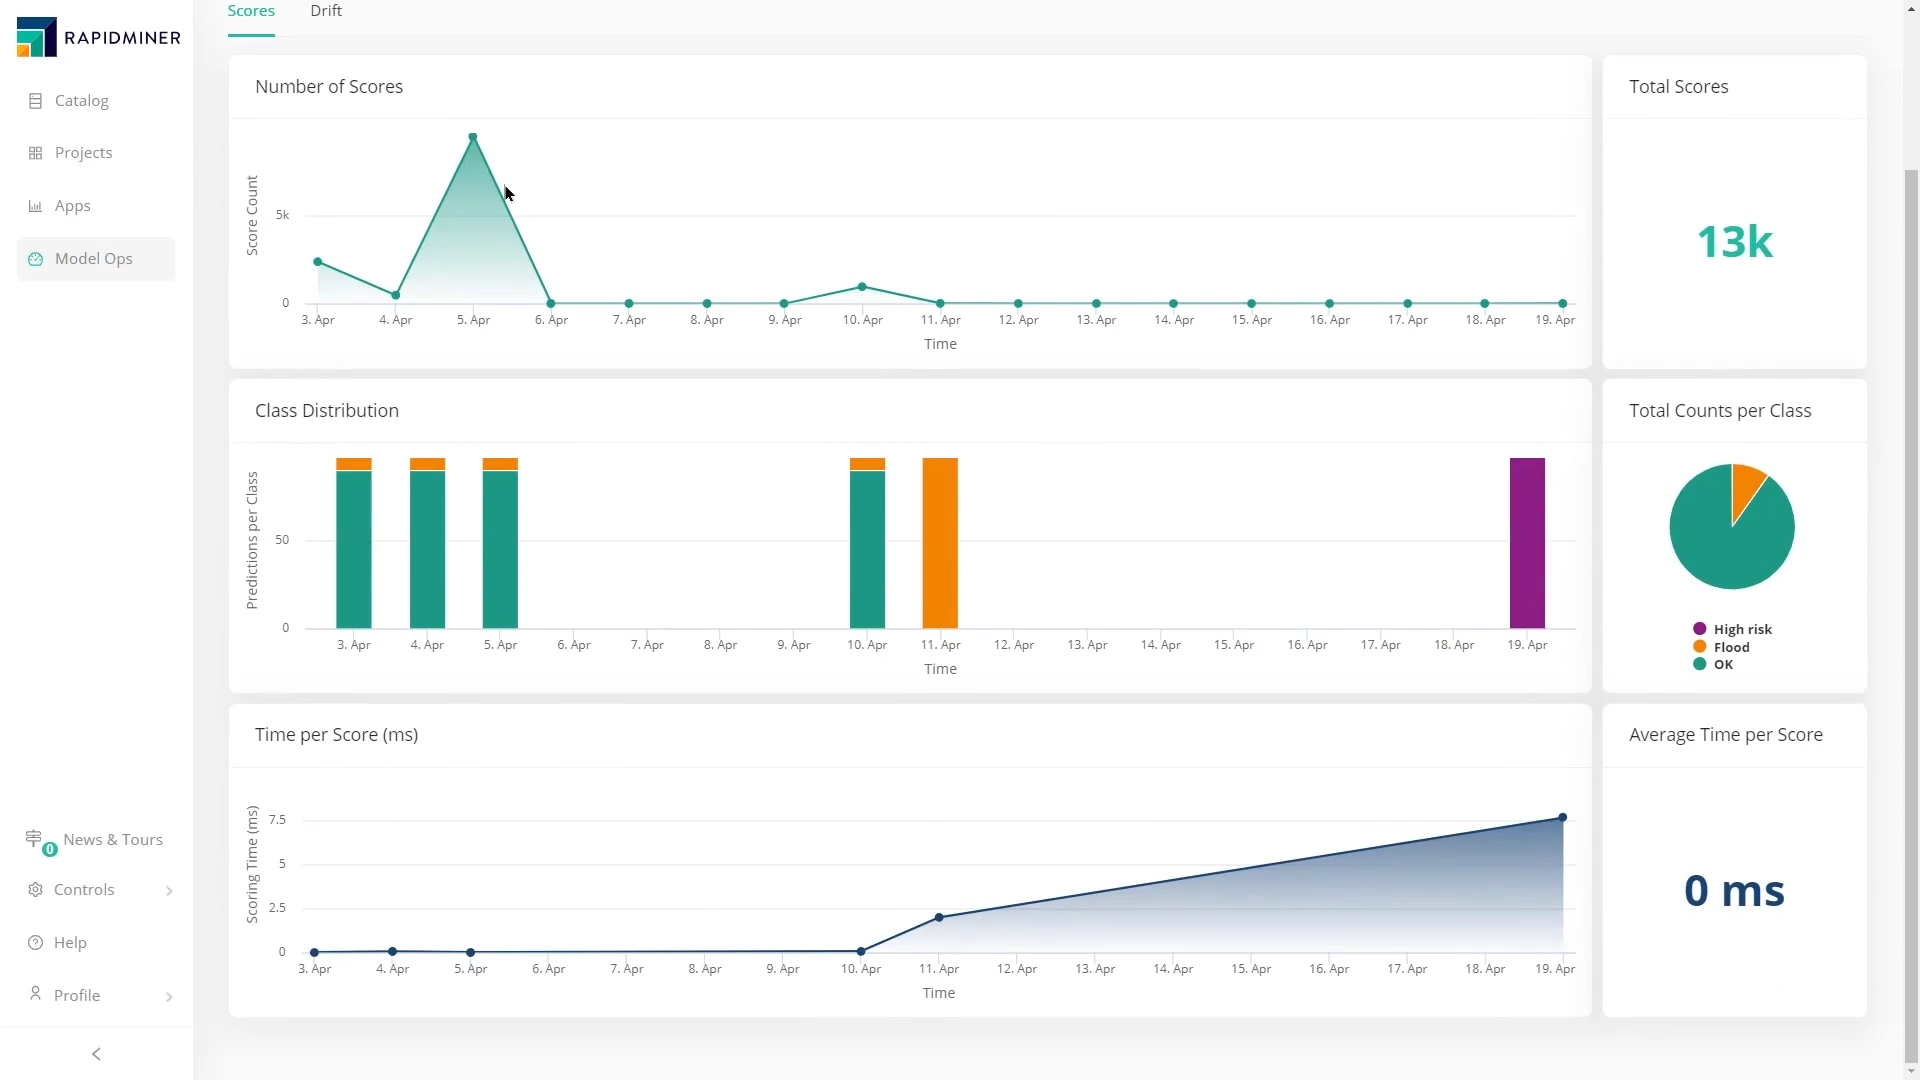 RAPIDMINER
Catalog
Projects
Apps
Model Ops
News & Tours
0
Controls
Help
Profile
Scores Drift
Number of Scores
Score Count
5k
0
3. Apr 4. Apr 5. Apr 6. Apr 7. Apr 8. Apr 9. Apr 10. Apr 11. Apr 12. Apr 13. Apr 14. Apr 15. Apr 16. Apr 17. Apr 18. Apr 19. Apr
Time
Total Scores
13k
Class Distribution
Predictions per Class
50
0
3. Apr 4. Apr 5. Apr 6. Apr 7. Apr 8. Apr 9. Apr 10. Apr 11. Apr 12. Apr 13. Apr 14. Apr 15. Apr 16. Apr 17. Apr 18. Apr 19. Apr
Time
Total Counts per Class
High risk
Flood
OK
Time per Score (ms)
Scoring Time (ms)
7.5
5
2.5
0
3. Apr 4. Apr 5. Apr 6. Apr 7. Apr 8. Apr 9. Apr 10. Apr 11. Apr 12. Apr 13. Apr 14. Apr 15. Apr 16. Apr 17. Apr 18. Apr 19. Apr
Time
Average Time per Score
0 ms